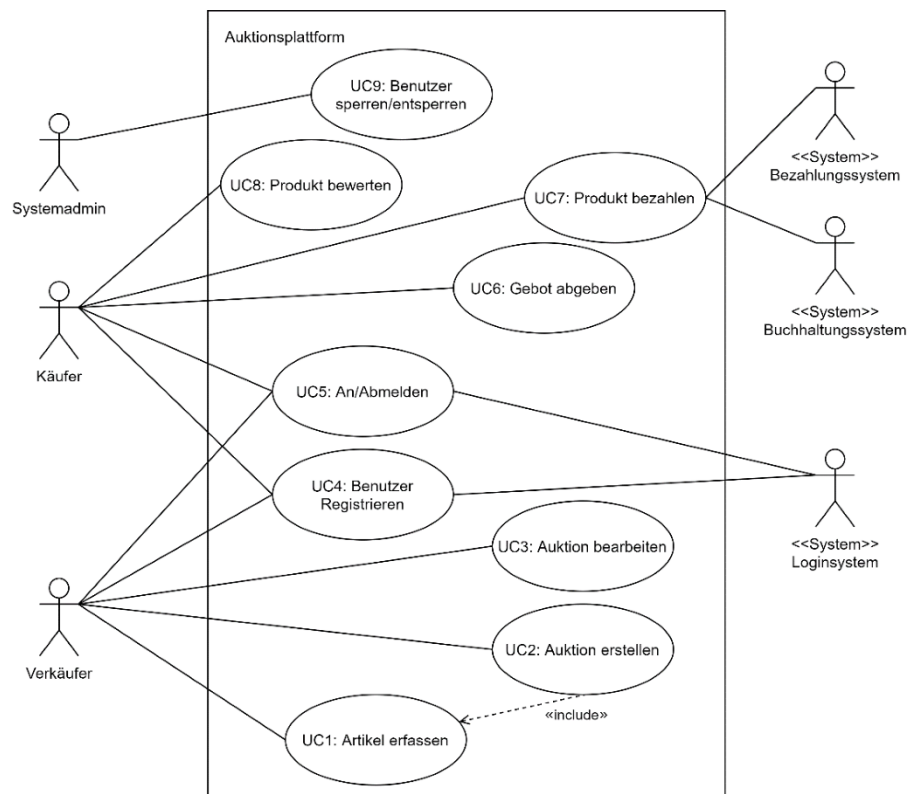 Auktionsplattform
UC9: Benutzer
sperren/entsperren
Systemadmin
<<System>>
Bezahlungssystem
UC8: Produkt bewerten
UC7: Produkt bezahlen
UC6: Gebot abgeben
<<System>>
Buchhaltungssystem
Käufer
UC5: An/Abmelden
UC4: Benutzer
Registrieren
<<System>>
Loginsystem
UC3: Auktion bearbeiten
UC2: Auktion erstellen
Verkäufer
«include»
UC1: Artikel erfassen